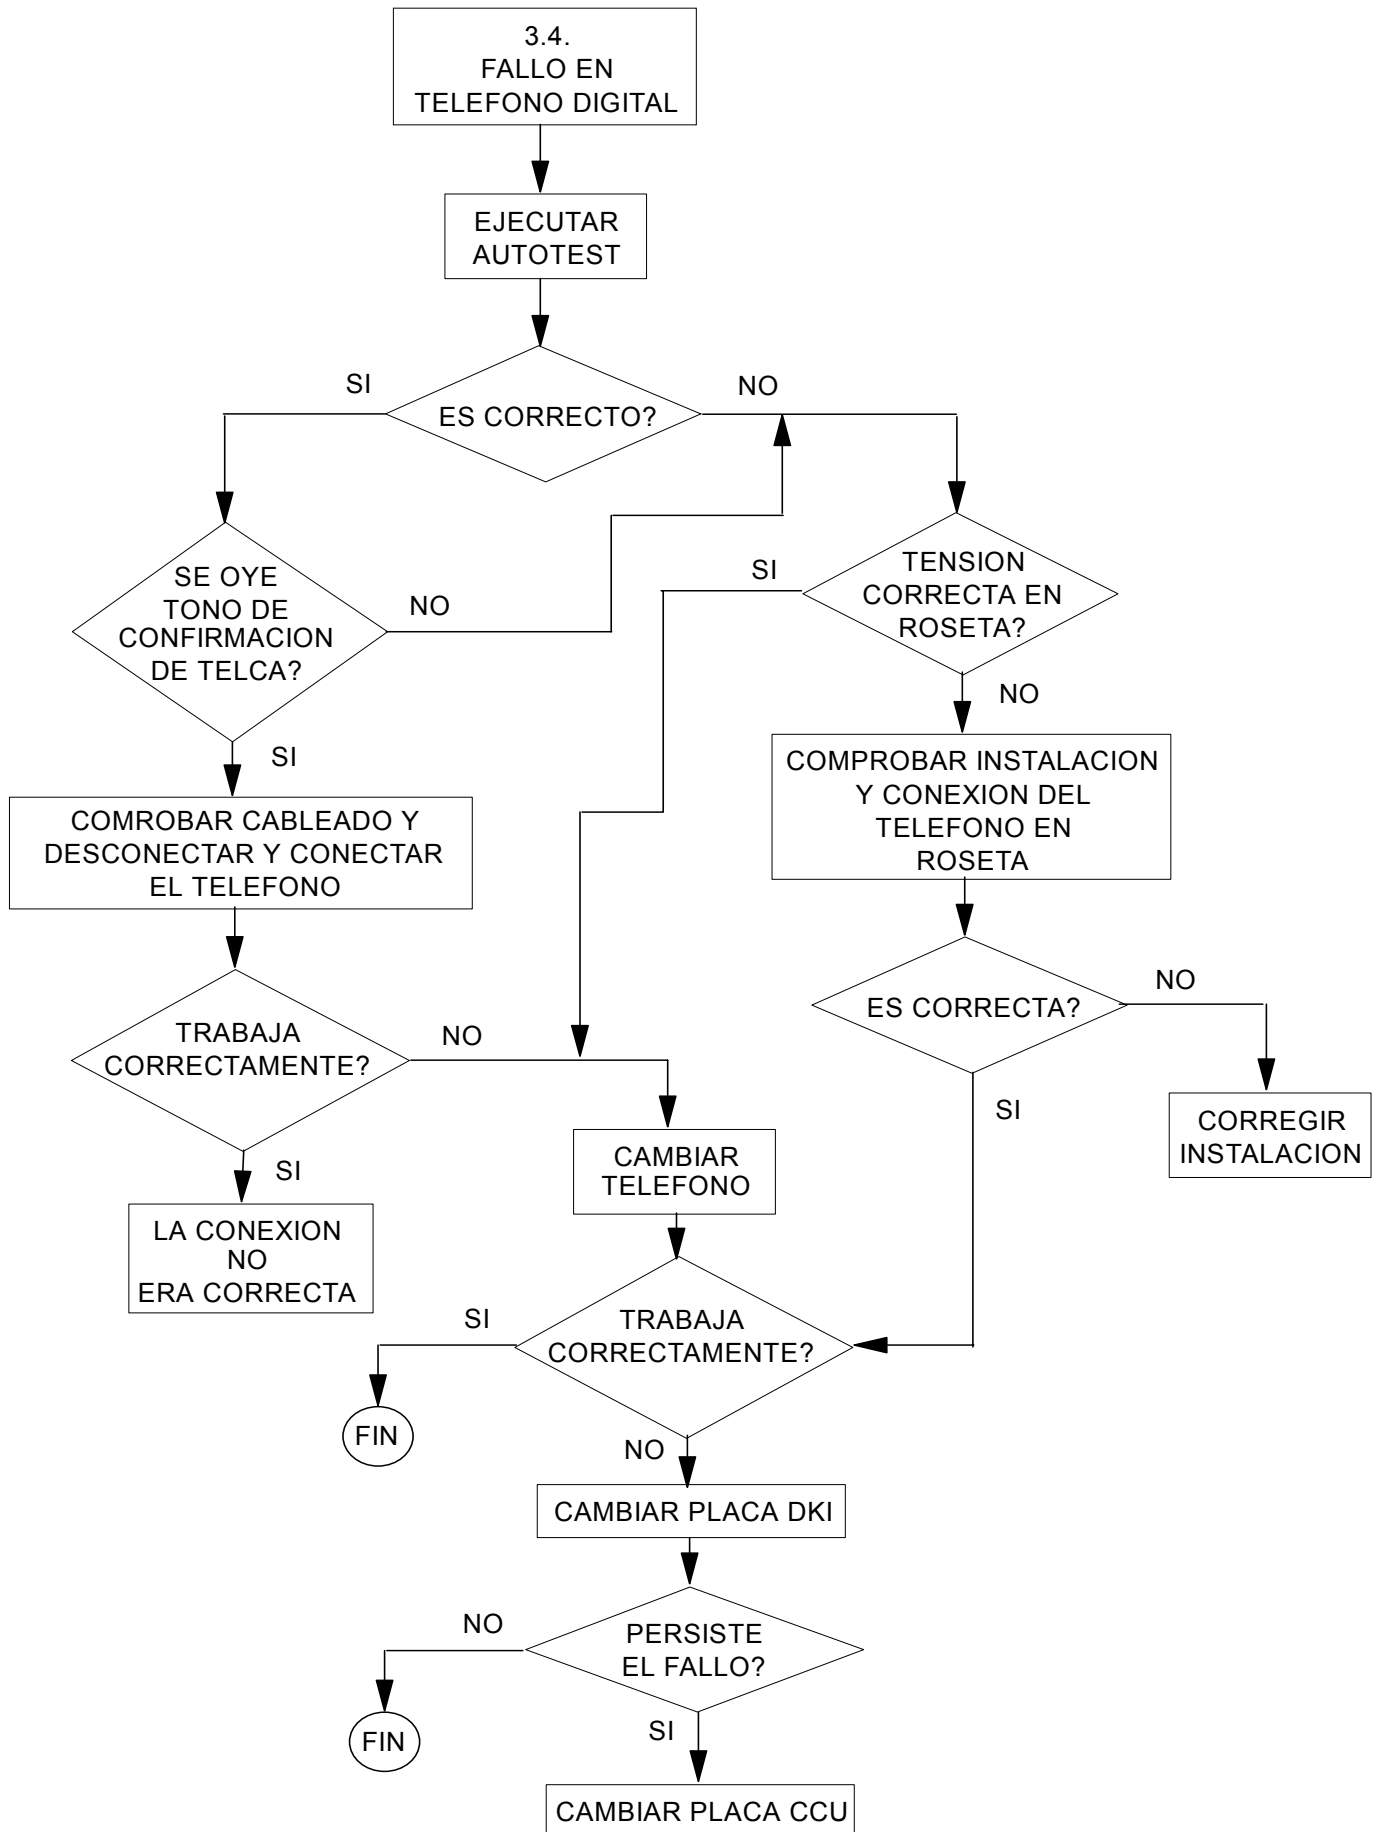 3.4.
FALLO EN
TELEFONO DIGITAL
EJECUTAR
AUTOTEST
SI
NO
ES CORRECTO?
SE OYE
TONO DE
CONFIRMACION
DE TELCA?
NO
SI
TENSION
CORRECTA EN
ROSETA?
NO
SI
COMROBAR CABLEADO Y
DESCONECTAR Y CONECTAR
EL TELEFONO
COMPROBAR INSTALACION
Y CONEXION DEL
TELEFONO EN
ROSETA
TRABAJA
CORRECTAMENTE?
NO
SI
ES CORRECTA?
NO
SI
CORREGIR
INSTALACION
CAMBIAR
TELEFONO
LA CONEXION
NO
ERA CORRECTA
SI
TRABAJA
CORRECTAMENTE?
FIN
NO
CAMBIAR PLACA DKI
NO
PERSISTE
EL FALLO?
FIN
SI
CAMBIAR PLACA CCU